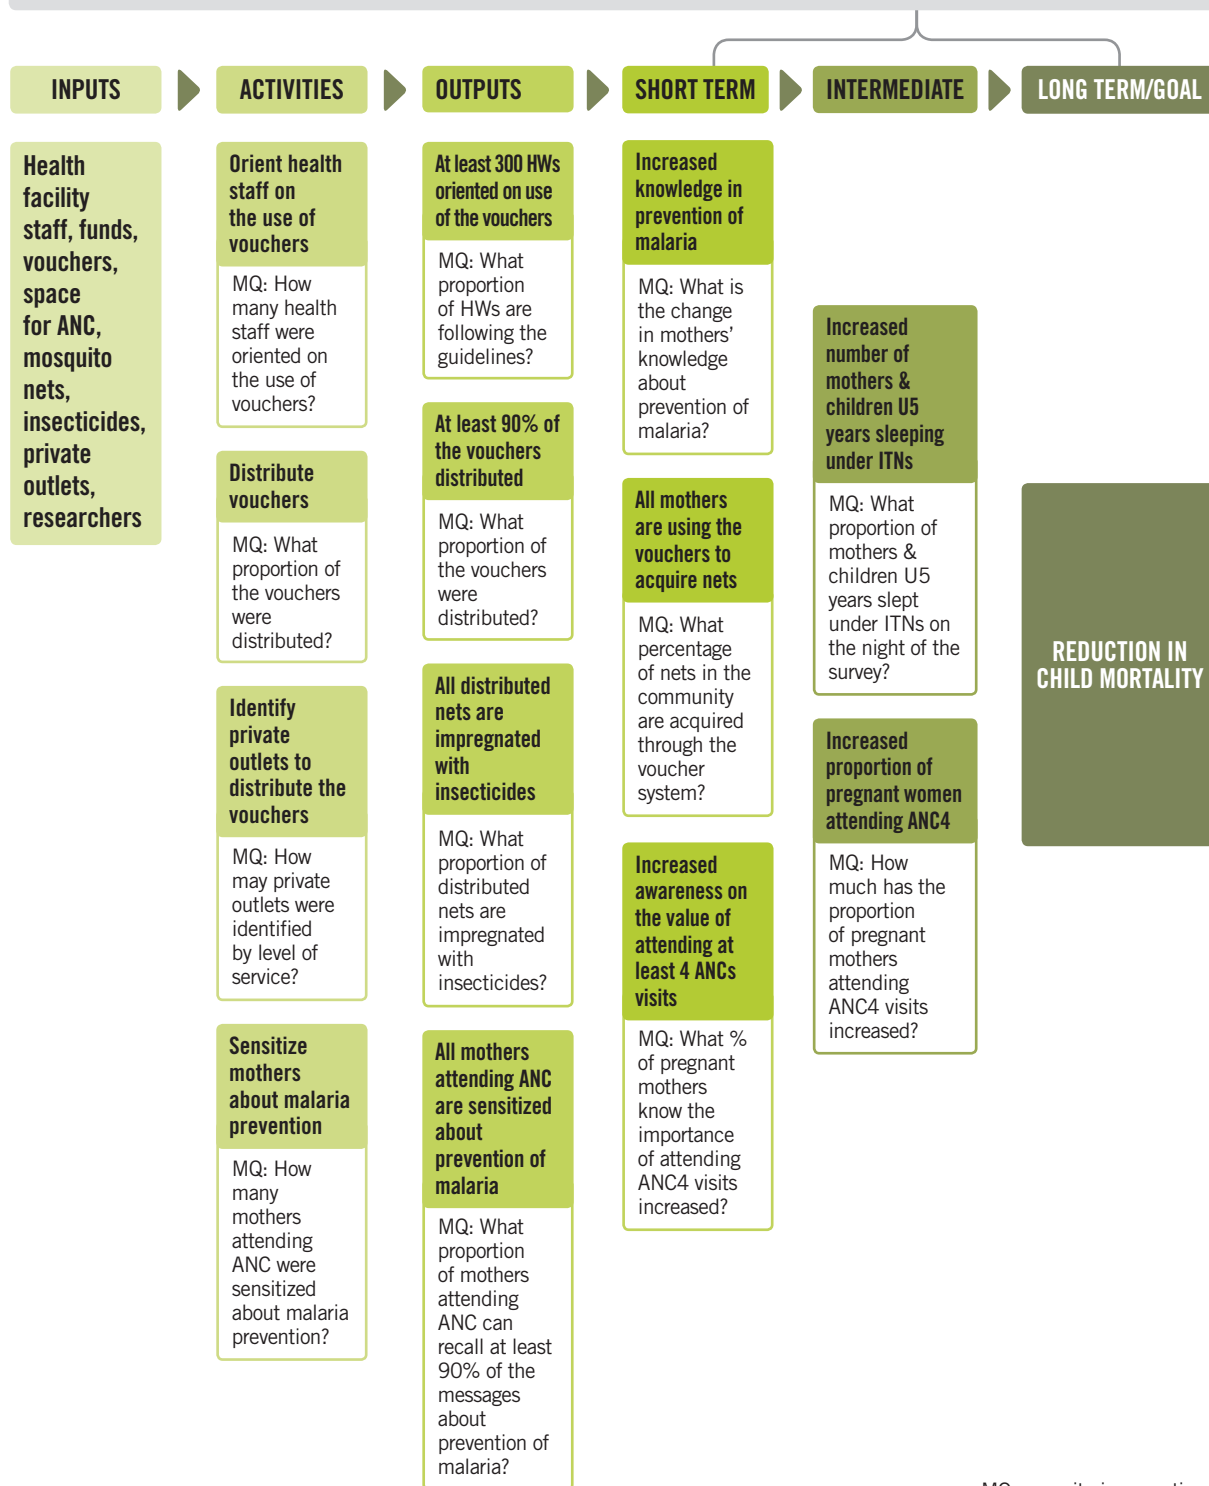 INPUTS
ACTIVITIES
OUTPUTS
SHORT TERM
INTERMEDIATE
LONG TERM/GOAL
Health
facility
staff, funds,
vouchers,
space
for ANC,
mosquito
nets,
insecticides,
private
outlets,
researchers
Orient health
staff on
the use of
vouchers
MQ: How
many health
staff were
oriented on
the use of
vouchers?
Distribute
vouchers
MQ: What
proportion of
the vouchers
were
distributed?
Identify
private
outlets to
distribute the
vouchers
MQ: How
may private
outlets were
identified
by level of
service?
Sensitize
mothers
about malaria
prevention
MQ: How
many
mothers
attending
ANC were
sensitized
about malaria
prevention?
At least 300 HWs
oriented on use
of the vouchers
MQ: What
proportion
of HWs are
following the
guidelines?
At least 90% of
the vouchers
distributed
MQ: What
proportion of
the vouchers
were
distributed?
All distributed
nets are
impregnated
with
insecticides
MQ: What
proportion of
distributed
nets are
impregnated
with
insecticides?
All mothers
attending ANC
are sensitized
about
prevention of
malaria
MQ: What
proportion
of mothers
attending
ANC can
recall at least
90% of the
messages
about
prevention of
malaria?
Increased
knowledge in
prevention of
malaria
MQ: What is
the change
in mothers’
knowledge
about
prevention of
malaria?
All mothers
are using the
vouchers to
acquire nets
MQ: What
percentage
of nets in the
community
are acquired
through the
voucher
system?
Increased
awareness on
the value of
attending at
least 4 ANCs
visits
MQ: What %
of pregnant
mothers
know the
importance
of attending
ANC4 visits
increased?
Increased
number of
mothers &
children U5
years sleeping
under ITNs
MQ: What
proportion of
mothers &
children U5
years slept
under ITNs on
the night of the
survey?
Increased
proportion of
pregnant women
attending ANC4
MQ: How
much has the
proportion
of pregnant
mothers
attending
ANC4 visits
increased?
REDUCTION IN
CHILD MORTALITY